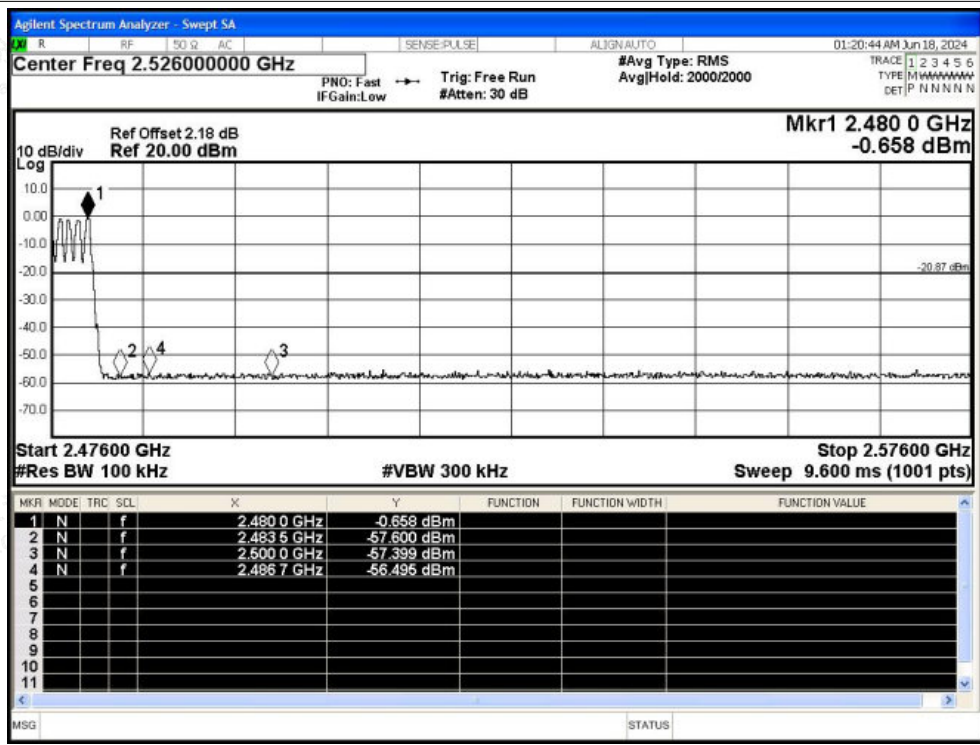 Agilent Spectrum Analyzer - Swept SA
LXI R RF 50 Ω AC SENSE:PULSE ALIGN AUTO 01:20:44 AM Jun 18, 2024
Center Freq 2.526000000 GHz
PNO: Fast Trig: Free Run #Avg Type: RMS TRACE 1 2 3 4 5 6
IFGain:Low #Atten: 30 dB Avg|Hold: 2000/2000 TYPE MWWWWW
DET P N N N N N
Mkr1 2.480 0 GHz
-0.658 dBm
Ref Offset 2.18 dB
10 dB/div Ref 20.00 dBm
Log
10.0
1
0.00
-10.0
-20.0
-20.87 dBm
-30.0
-40.0
-50.0
2 4 3
-60.0
-70.0
Start 2.47600 GHz Stop 2.57600 GHz
#Res BW 100 kHz #VBW 300 kHz Sweep 9.600 ms (1001 pts)
MKR MODE TRC SCL X Y FUNCTION FUNCTION WIDTH FUNCTION VALUE
1 N f 2.480 0 GHz -0.658 dBm
2 N f 2.483 5 GHz -57.600 dBm
3 N f 2.500 0 GHz -57.399 dBm
4 N f 2.486 7 GHz -56.495 dBm
5
6
7
8
9
10
11
MSG STATUS